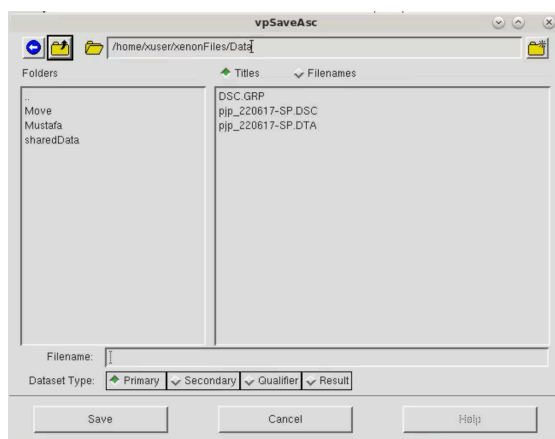 vpSaveAsc
/home/xuser/xenonFiles/Data
Folders
Titles Filenames
..
Move
Mustafa
sharedData
DSC.GRP
pjp_220617-SP.DSC
pjp_220617-SP.DTA
Filename:
Dataset Type: Primary Secondary Qualifier Result
Save Cancel Help